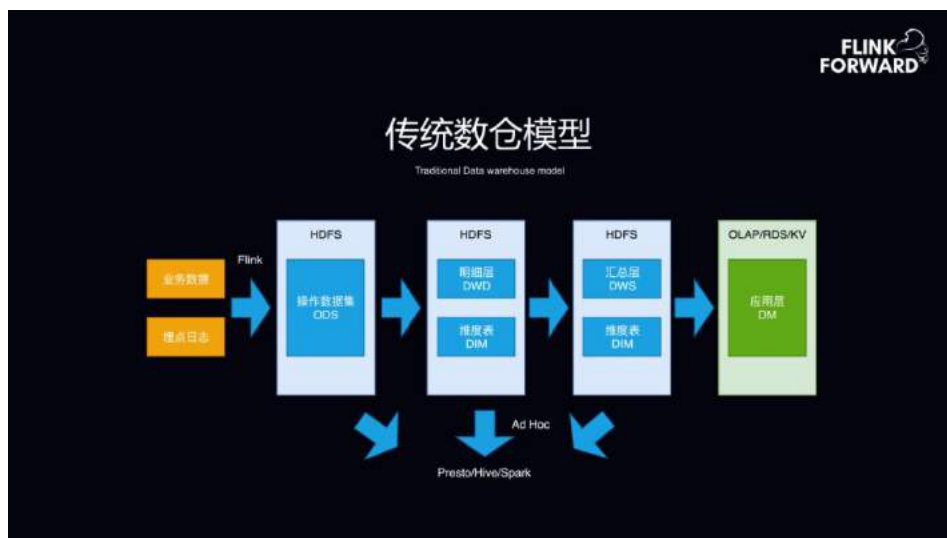 FLINK
FORWARD
传统数仓模型
Traditional Data warehouse model
业务数据
埋点日志
Flink
HDFS
操作数据集
ODS
HDFS
明细层
DWD
维度表
DIM
HDFS
汇总层
DWS
维度表
DIM
OLAP/RDS/KV
应用层
DM
Ad Hoc
Presto/Hive/Spark